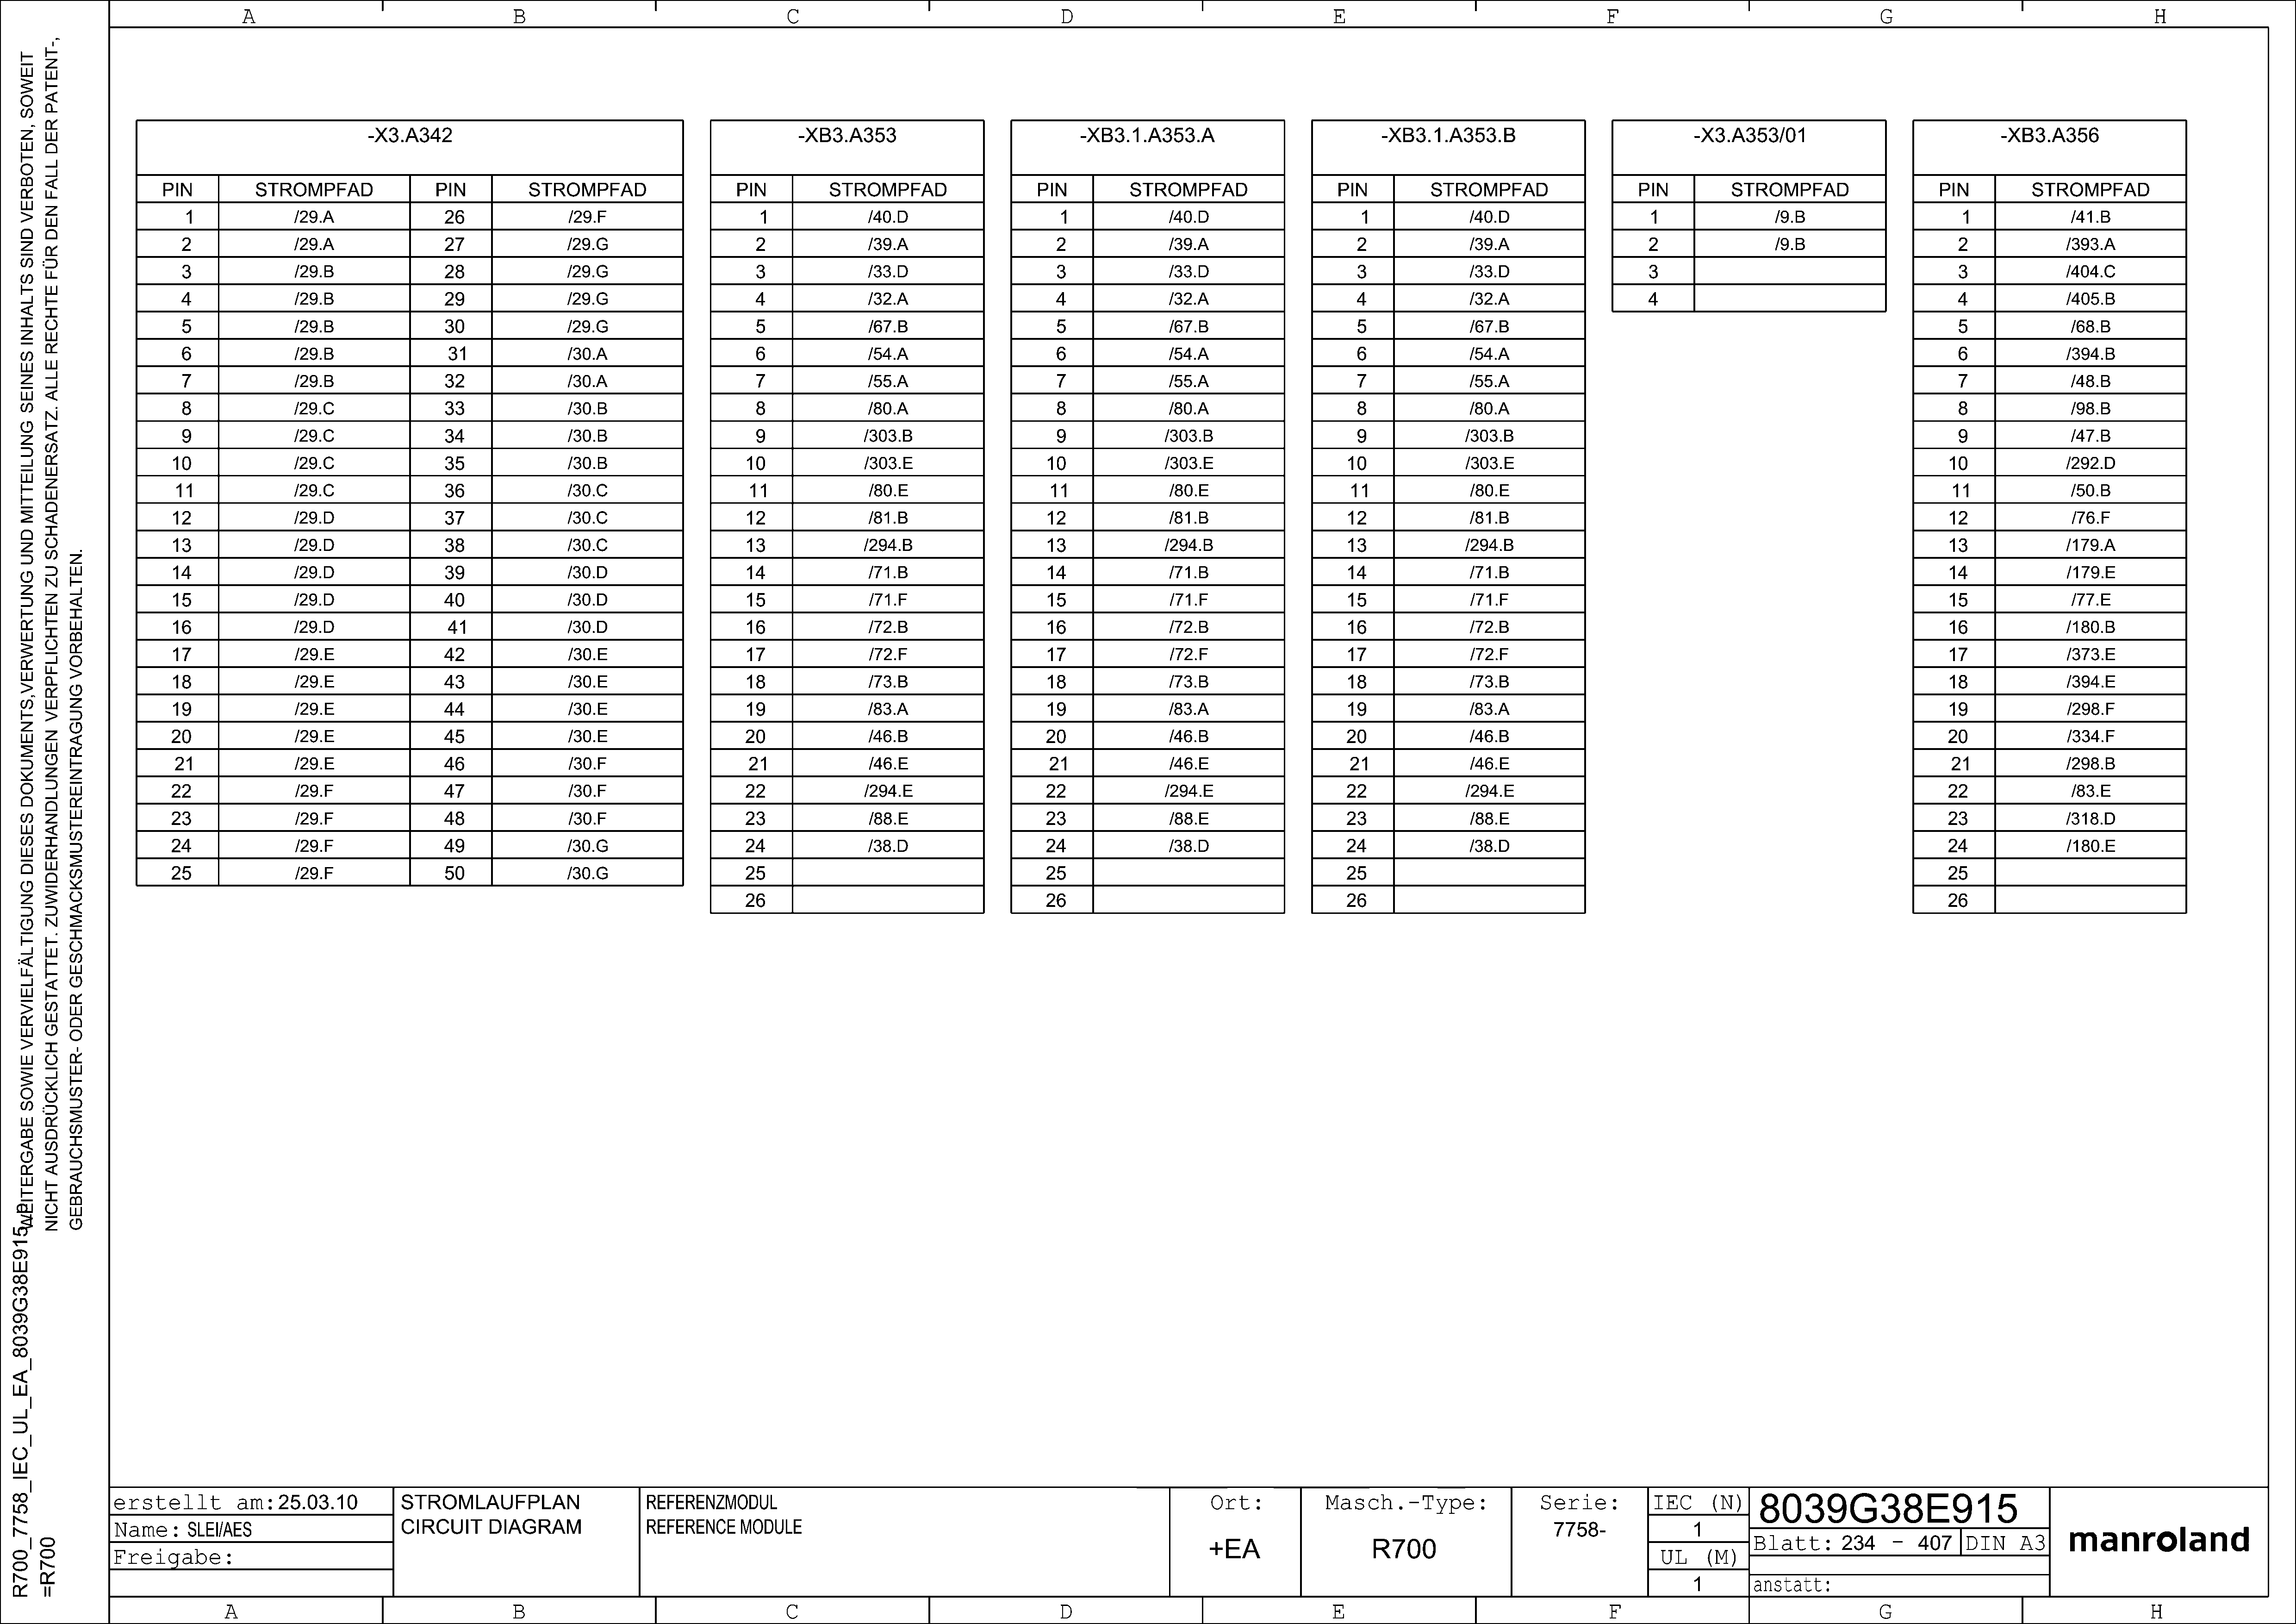 A B C D E F G H
WEITERGABE SOWIE VERVIELFÄLTIGUNG DIESES DOKUMENTS,VERWERTUNG UND MITTEILUNG SEINES INHALTS SIND VERBOTEN, SOWEIT
NICHT AUSDRÜCKLICH GESTATTET. ZUWIDERHANDLUNGEN VERPFLICHTEN ZU SCHADENERSATZ. ALLE RECHTE FÜR DEN FALL DER PATENT-,
GEBRAUCHSMUSTER- ODER GESCHMACKSMUSTEREINTRAGUNG VORBEHALTEN.
-X3.A342 -XB3.A353 -XB3.1.A353.A -XB3.1.A353.B -X3.A353/01 -XB3.A356
PIN STROMPFAD PIN STROMPFAD PIN STROMPFAD PIN STROMPFAD PIN STROMPFAD PIN STROMPFAD PIN STROMPFAD
1 /29.A 26 /29.F 1 /40.D 1 /40.D 1 /40.D 1 /9.B 1 /41.B
2 /29.A 27 /29.G 2 /39.A 2 /39.A 2 /39.A 2 /9.B 2 /393.A
3 /29.B 28 /29.G 3 /33.D 3 /33.D 3 /33.D 3 3 /404.C
4 /29.B 29 /29.G 4 /32.A 4 /32.A 4 /32.A 4 4 /405.B
5 /29.B 30 /29.G 5 /67.B 5 /67.B 5 /67.B 5 /68.B
6 /29.B 31 /30.A 6 /54.A 6 /54.A 6 /54.A 6 /394.B
7 /29.B 32 /30.A 7 /55.A 7 /55.A 7 /55.A 7 /48.B
8 /29.C 33 /30.B 8 /80.A 8 /80.A 8 /80.A 8 /98.B
9 /29.C 34 /30.B 9 /303.B 9 /303.B 9 /303.B 9 /47.B
10 /29.C 35 /30.B 10 /303.E 10 /303.E 10 /303.E 10 /292.D
11 /29.C 36 /30.C 11 /80.E 11 /80.E 11 /80.E 11 /50.B
12 /29.D 37 /30.C 12 /81.B 12 /81.B 12 /81.B 12 /76.F
13 /29.D 38 /30.C 13 /294.B 13 /294.B 13 /294.B 13 /179.A
14 /29.D 39 /30.D 14 /71.B 14 /71.B 14 /71.B 14 /179.E
15 /29.D 40 /30.D 15 /71.F 15 /71.F 15 /71.F 15 /77.E
16 /29.D 41 /30.D 16 /72.B 16 /72.B 16 /72.B 16 /180.B
17 /29.E 42 /30.E 17 /72.F 17 /72.F 17 /72.F 17 /373.E
18 /29.E 43 /30.E 18 /73.B 18 /73.B 18 /73.B 18 /394.E
19 /29.E 44 /30.E 19 /83.A 19 /83.A 19 /83.A 19 /298.F
20 /29.E 45 /30.E 20 /46.B 20 /46.B 20 /46.B 20 /334.F
21 /29.E 46 /30.F 21 /46.E 21 /46.E 21 /46.E 21 /298.B
22 /29.F 47 /30.F 22 /294.E 22 /294.E 22 /294.E 22 /83.E
23 /29.F 48 /30.F 23 /88.E 23 /88.E 23 /88.E 23 /318.D
24 /29.F 49 /30.G 24 /38.D 24 /38.D 24 /38.D 24 /180.E
25 /29.F 50 /30.G 25 25 25 25
26 26 26 26
R700_7758_IEC_UL_EA_8039G38E915_D
=R700
erstellt am: 25.03.10 STROMLAUFPLAN REFERENZMODUL Ort: Masch.-Type: Serie: IEC (N) 8039G38E915
Name: SLEI/AES CIRCUIT DIAGRAM REFERENCE MODULE +EA R700 7758- 1 Blatt: 234 - 407 DIN A3 manroland
Freigabe: UL (M)
1 anstatt:
A B C D E F G H